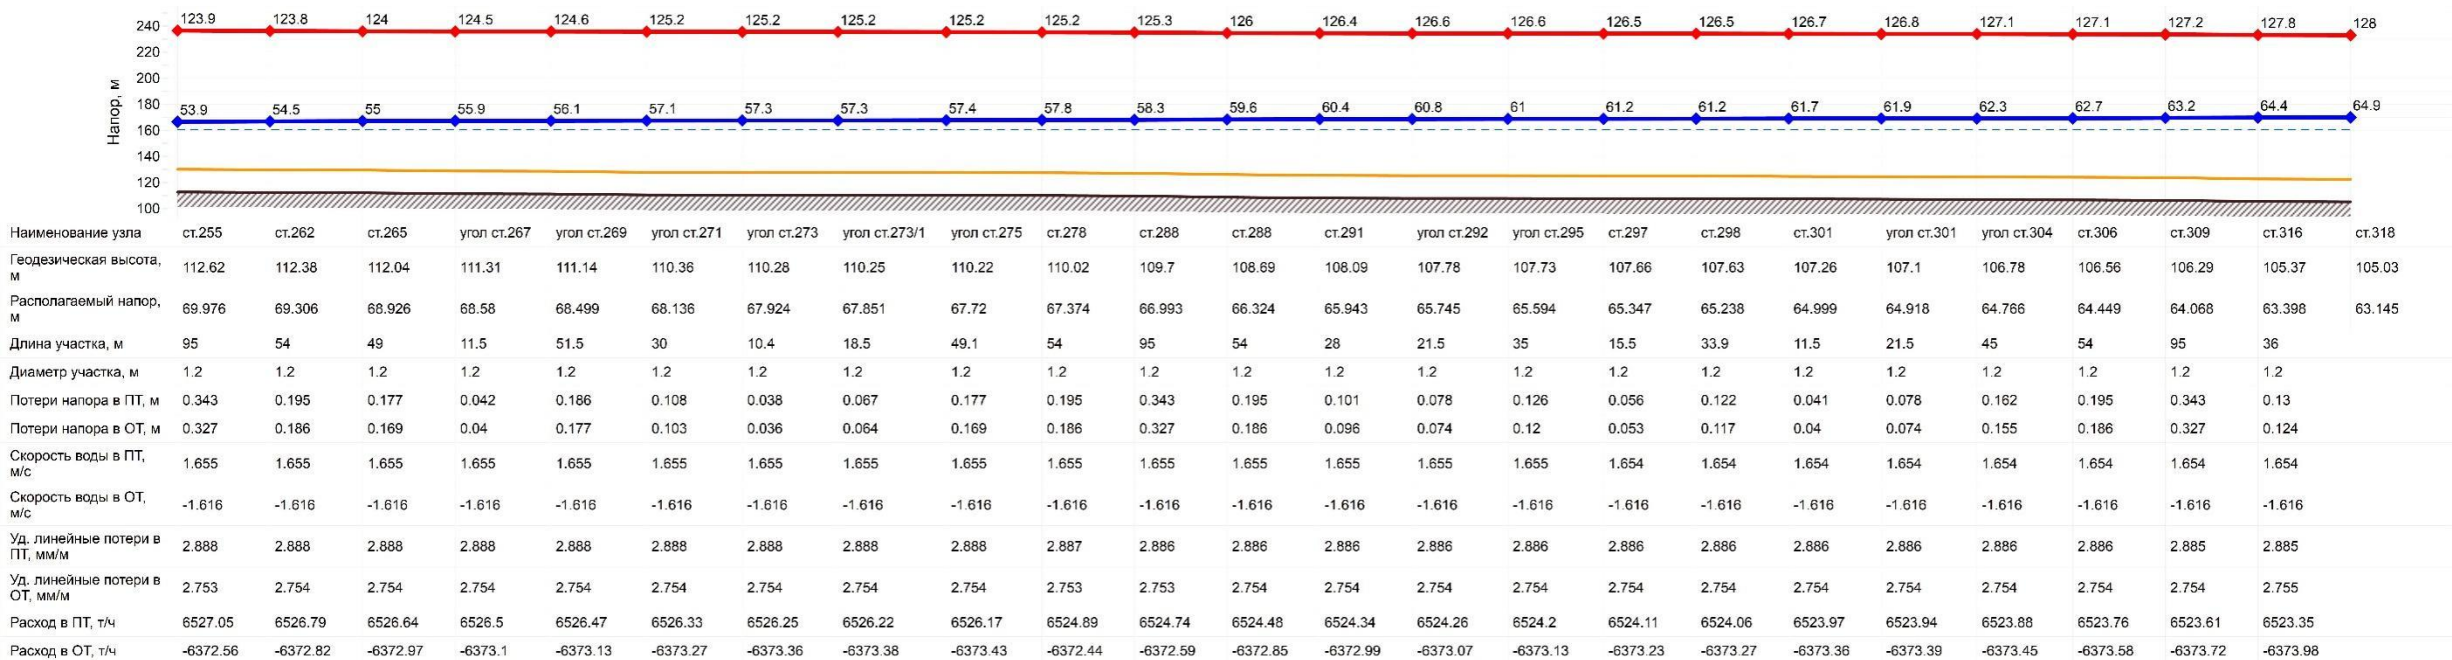 123.9 123.8 124 124.5 124.6 125.2 125.2 125.2 125.2 125.2 125.3 126 126.4 126.6 126.6 126.5 126.5 126.7 126.8 127.1 127.1 127.2 127.8 128
240
220
200
180
160
140
120
100
Напор, м
53.9 54.5 55 55.9 56.1 57.1 57.3 57.3 57.4 57.8 58.3 59.6 60.4 60.8 61 61.2 61.2 61.7 61.9 62.3 62.7 63.2 64.4 64.9
Наименование узла ст.255 ст.262 ст.265 угол ст.267 угол ст.269 угол ст.271 угол ст.273 угол ст.273/1 угол ст.275 ст.278 ст.288 ст.288 ст.291 угол ст.292 угол ст.295 ст.297 ст.298 ст.301 угол ст.301 угол ст.304 ст.306 ст.309 ст.316 ст.318
Геодезическая высота,
м
112.62 112.38 112.04 111.31 111.14 110.36 110.28 110.25 110.22 110.02 109.7 108.69 108.09 107.78 107.73 107.66 107.63 107.26 107.1 106.78 106.56 106.29 105.37 105.03
Располагаемый напор,
м
69.976 69.306 68.926 68.58 68.499 68.136 67.924 67.851 67.72 67.374 66.993 66.324 65.943 65.745 65.594 65.347 65.238 64.999 64.918 64.766 64.449 64.068 63.398 63.145
Длина участка, м 95 54 49 11.5 51.5 30 10.4 18.5 49.1 54 95 54 28 21.5 35 15.5 33.9 11.5 21.5 45 54 95 36
Диаметр участка, м 1.2 1.2 1.2 1.2 1.2 1.2 1.2 1.2 1.2 1.2 1.2 1.2 1.2 1.2 1.2 1.2 1.2 1.2 1.2 1.2 1.2 1.2 1.2
Потери напора в ПТ, м 0.343 0.195 0.177 0.042 0.186 0.108 0.038 0.067 0.177 0.195 0.343 0.195 0.101 0.078 0.126 0.056 0.122 0.041 0.078 0.162 0.195 0.343 0.13
Потери напора в ОТ, м 0.327 0.186 0.169 0.04 0.177 0.103 0.036 0.064 0.169 0.186 0.327 0.186 0.096 0.074 0.12 0.053 0.117 0.04 0.074 0.155 0.186 0.327 0.124
Скорость воды в ПТ,
м/с
1.655 1.655 1.655 1.655 1.655 1.655 1.655 1.655 1.655 1.655 1.655 1.655 1.655 1.655 1.655 1.654 1.654 1.654 1.654 1.654 1.654 1.654 1.654
Скорость воды в ОТ,
м/с
-1.616 -1.616 -1.616 -1.616 -1.616 -1.616 -1.616 -1.616 -1.616 -1.616 -1.616 -1.616 -1.616 -1.616 -1.616 -1.616 -1.616 -1.616 -1.616 -1.616 -1.616 -1.616 -1.616
Уд. линейные потери в
ПТ, мм/м
2.888 2.888 2.888 2.888 2.888 2.888 2.888 2.888 2.888 2.887 2.886 2.886 2.886 2.886 2.886 2.886 2.886 2.886 2.886 2.886 2.886 2.885 2.885
Уд. линейные потери в
ОТ, мм/м
2.753 2.754 2.754 2.754 2.754 2.754 2.754 2.754 2.754 2.753 2.753 2.754 2.754 2.754 2.754 2.754 2.754 2.754 2.754 2.754 2.754 2.754 2.755
Расход в ПТ, т/ч 6527.05 6526.79 6526.64 6526.5 6526.47 6526.33 6526.25 6526.22 6526.17 6524.89 6524.74 6524.48 6524.34 6524.26 6524.2 6524.11 6524.06 6523.97 6523.94 6523.88 6523.76 6523.61 6523.35
Расход в ОТ, т/ч -6372.56 -6372.82 -6372.97 -6373.1 -6373.13 -6373.27 -6373.36 -6373.38 -6373.43 -6372.44 -6372.59 -6372.85 -6372.99 -6373.07 -6373.13 -6373.23 -6373.27 -6373.36 -6373.39 -6373.45 -6373.58 -6373.72 -6373.98